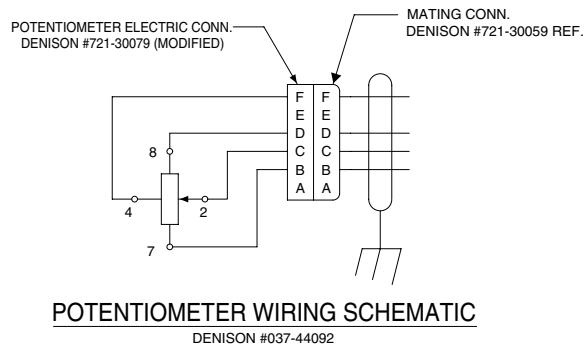 POTENTIOMETER ELECTRIC CONN.
DENISON #721-30079 (MODIFIED)
MATING CONN.
DENISON #721-30059 REF.
F F
E E
D D
C C
B B
A A
8
4
2
7
POTENTIOMETER WIRING SCHEMATIC
DENISON #037-44092